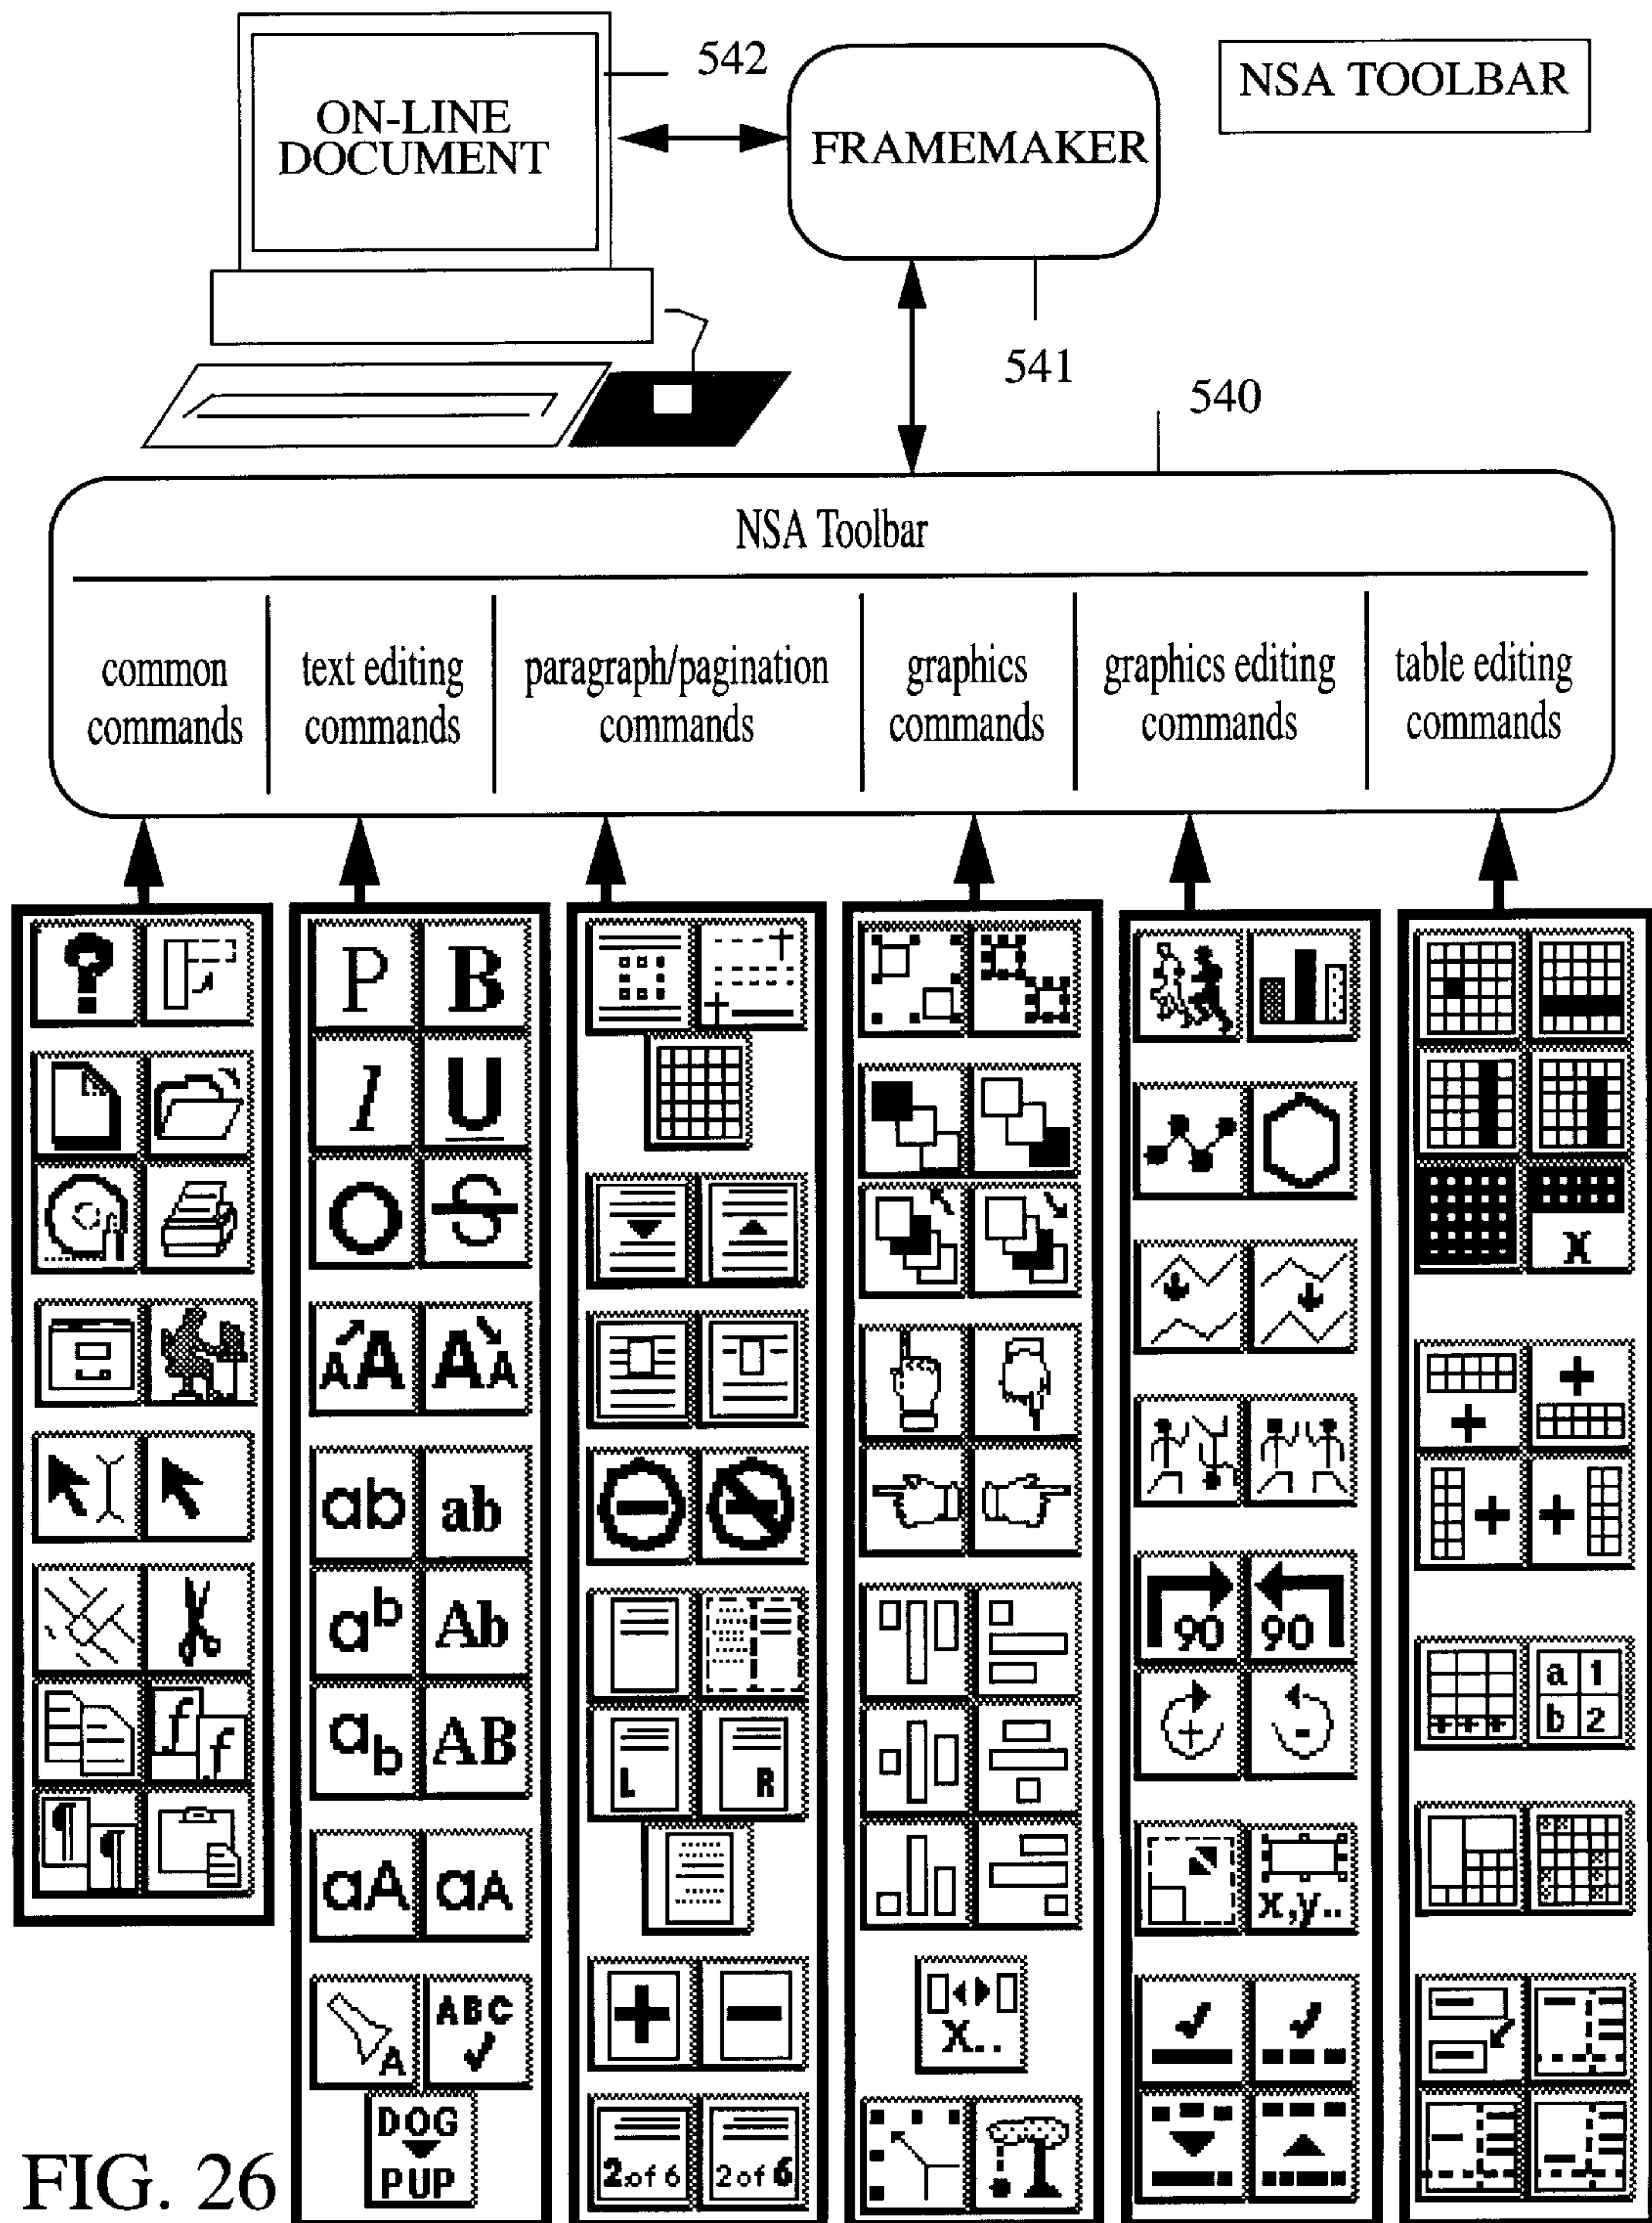 542
NSA TOOLBAR
ON-LINE
DOCUMENT
FRAMEMAKER
541
540
NSA Toolbar
common
commands
text editing
commands
paragraph/pagination
commands
graphics
commands
graphics editing
commands
table editing
commands
?
P B
I U
O S
X
A A A A
ab ab
ab Ab
90 90
a 1
b 2
ab AB
f f
L R
¶ ¶
aA aA
x,y..
A
ABC
X..
DOG
PUP
2 of 6 2 of 6
FIG. 26